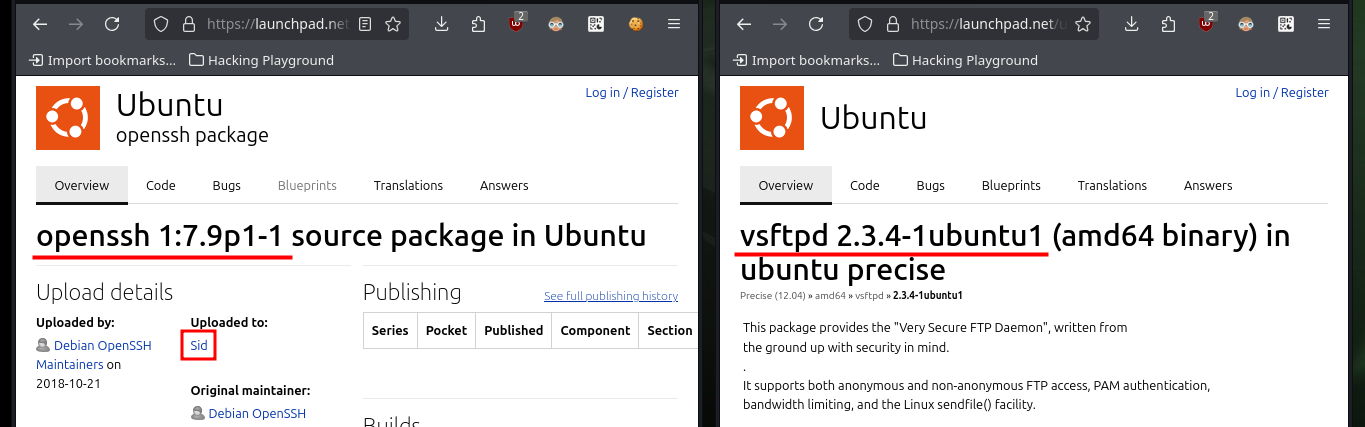 https://launchpad.net
2
Import bookmarks... Hacking Playground
Ubuntu
openssh package
Log in / Register
Overview Code Bugs Blueprints Translations Answers
openssh 1:7.9p1-1 source package in Ubuntu
Upload details
Uploaded by:
Debian OpenSSH
Maintainers on
2018-10-21
Uploaded to:
Sid
Original maintainer:
Debian OpenSSH
Publishing
See full publishing history
Series Pocket Published Component Section
Builds
https://launchpad.net/u
2
Import bookmarks... Hacking Playground
Ubuntu
Log in / Register
Overview Code Bugs Blueprints Translations Answers
vsftpd 2.3.4-1ubuntu1 (amd64 binary) in
ubuntu precise
Precise (12.04) » amd64 » vsftpd » 2.3.4-1ubuntu1
This package provides the "Very Secure FTP Daemon", written from
the ground up with security in mind.
.
It supports both anonymous and non-anonymous FTP access, PAM authentication,
bandwidth limiting, and the Linux sendfile() facility.